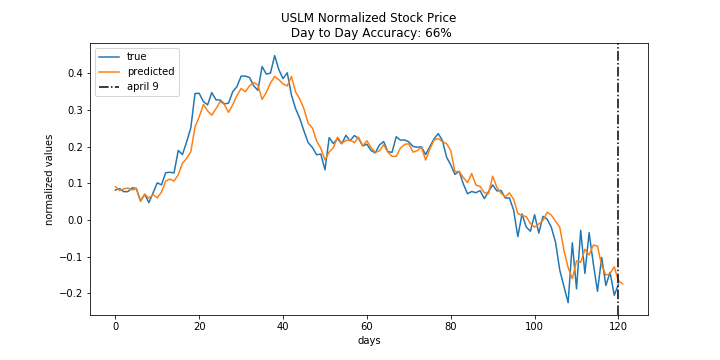 USLM Normalized Stock Price
Day to Day Accuracy: 66%
true
predicted
april 9
normalized values
0.4
0.3
0.2
0.1
0.0
−0.1
−0.2
0 20 40 60 80 100 120
days